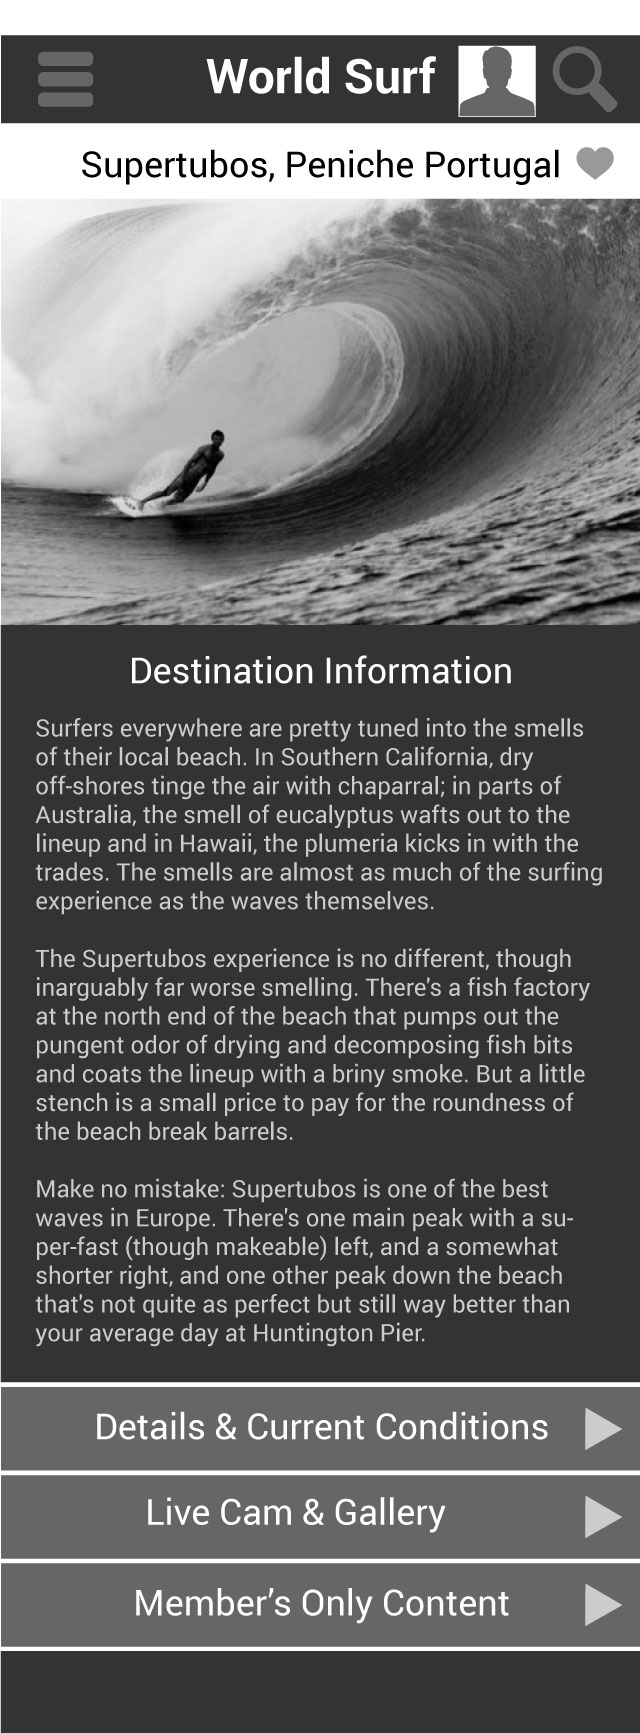 World Surf
Supertubos, Peniche Portugal
Destination Information
Surfers everywhere are pretty tuned into the smells
of their local beach. In Southern California, dry
off-shores tinge the air with chaparral; in parts of
Australia, the smell of eucalyptus wafts out to the
lineup and in Hawaii, the plumeria kicks in with the
trades. The smells are almost as much of the surfing
experience as the waves themselves.
The Supertubos experience is no different, though
inarguably far worse smelling. There's a fish factory
at the north end of the beach that pumps out the
pungent odor of drying and decomposing fish bits
and coats the lineup with a briny smoke. But a little
stench is a small price to pay for the roundness of
the beach break barrels.
Make no mistake: Supertubos is one of the best
waves in Europe. There's one main peak with a su-
per-fast (though makeable) left, and a somewhat
shorter right, and one other peak down the beach
that's not quite as perfect but still way better than
your average day at Huntington Pier.
Details & Current Conditions
Live Cam & Gallery
Member’s Only Content